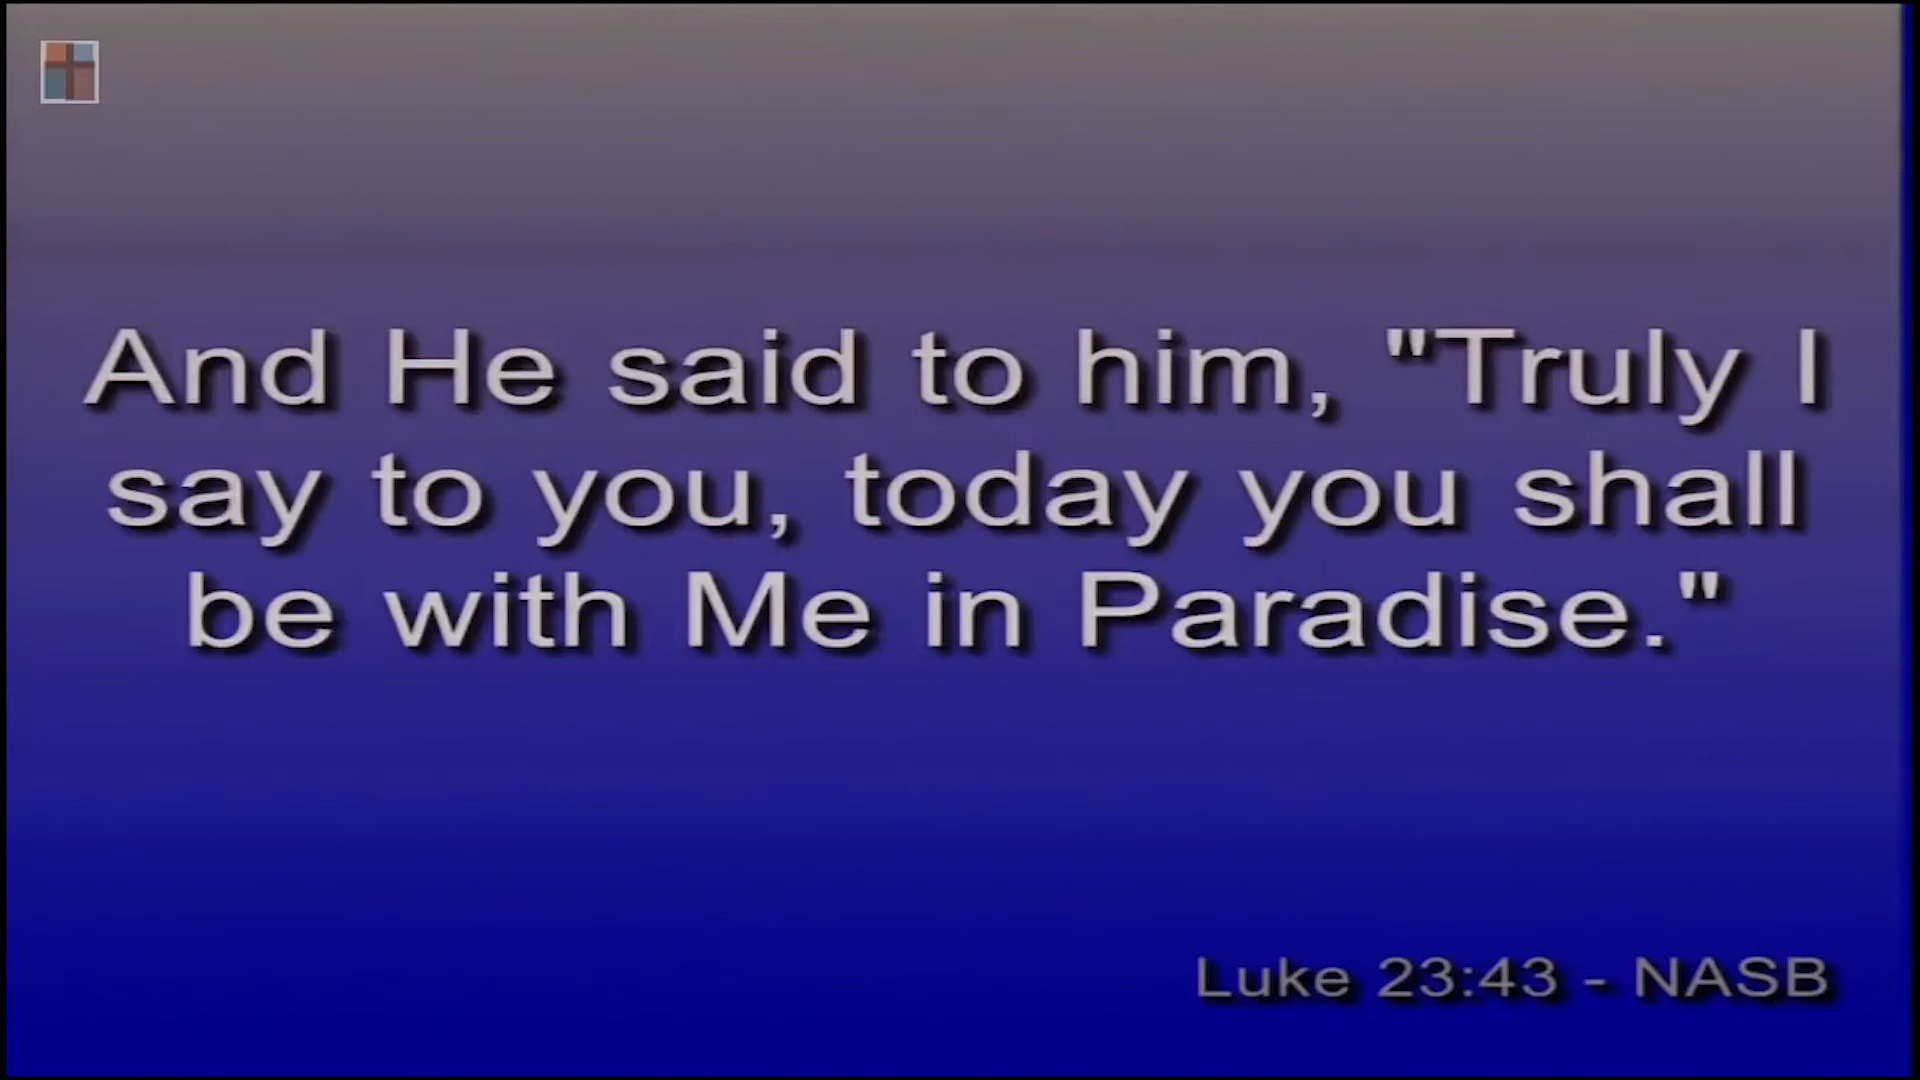 And He said to him, "Truly I
say to you, today you shall
be with Me in Paradise."
Luke 23:43 - NASB